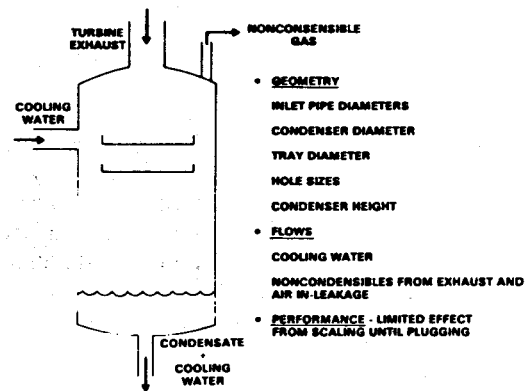 TURBINE
EXHAUST
NONCONSENSIBLE
GAS
COOLING
WATER
• GEOMETRY
INLET PIPE DIAMETERS
CONDENSER DIAMETER
TRAY DIAMETER
HOLE SIZES
CONDENSER HEIGHT
• FLOWS
COOLING WATER
NONCONDENSIBLES FROM EXHAUST AND
AIR IN-LEAKAGE
• PERFORMANCE - LIMITED EFFECT
FROM SCALING UNTIL PLUGGING
CONDENSATE
+
COOLING
WATER